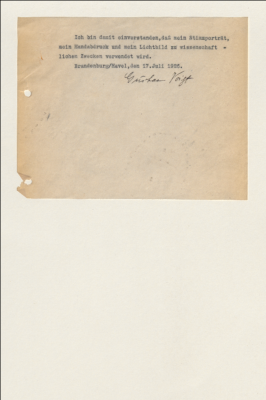 Ich bin damit einverstanden,daß mein Stimmporträt,
mein Handabdruck und mein Lichtbild zu wissenschaft -
lichen Zwecken verwendet wird.
Brandenburg/Havel,den 17.Juli 1935.
Vogt